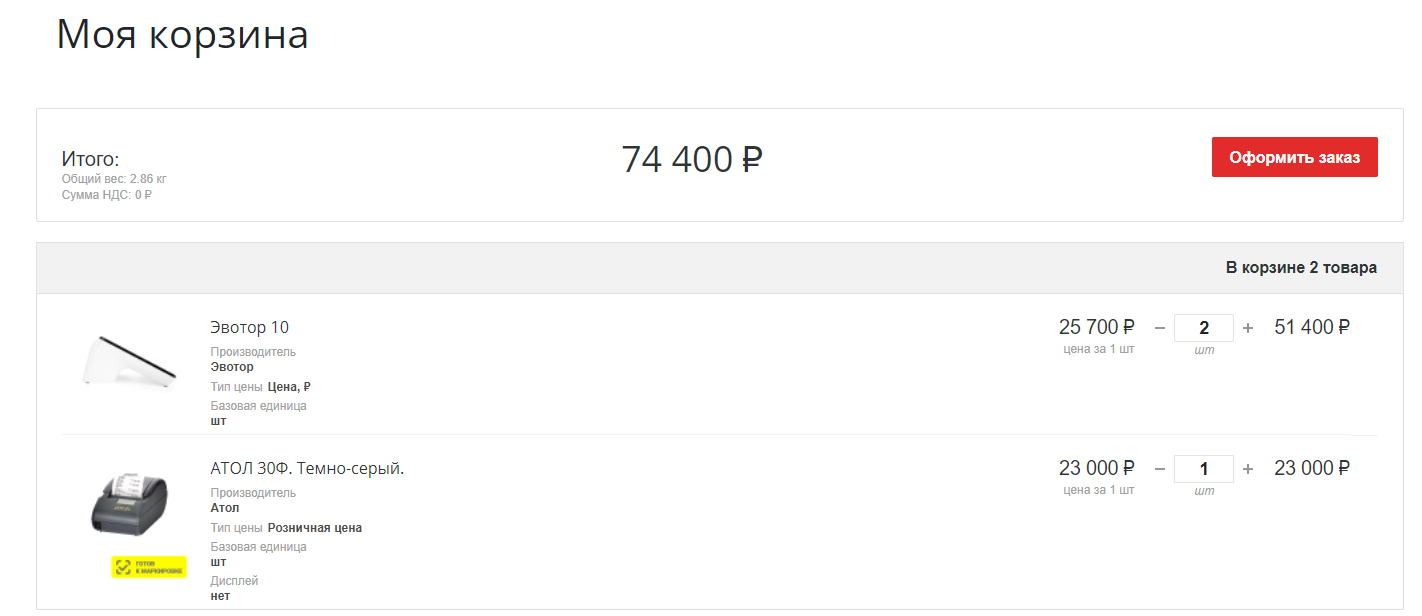 Моя корзина
Итого:
74 400 ₽
Оформить заказ
Общий вес: 2.86 кг
Сумма НДС: 0 ₽
В корзине 2 товара
Эвотор 10
25 700 ₽ − 2 + 51 400 ₽
цена за 1 шт шт
Производитель
Эвотор
Тип цены Цена, ₽
Базовая единица
шт
АТОЛ 30Ф. Темно-серый.
23 000 ₽ − 1 + 23 000 ₽
цена за 1 шт шт
Производитель
Атол
Тип цены Розничная цена
Базовая единица
шт
Дисплей
нет
ГОТОВ
К МАРКИРОВКЕ